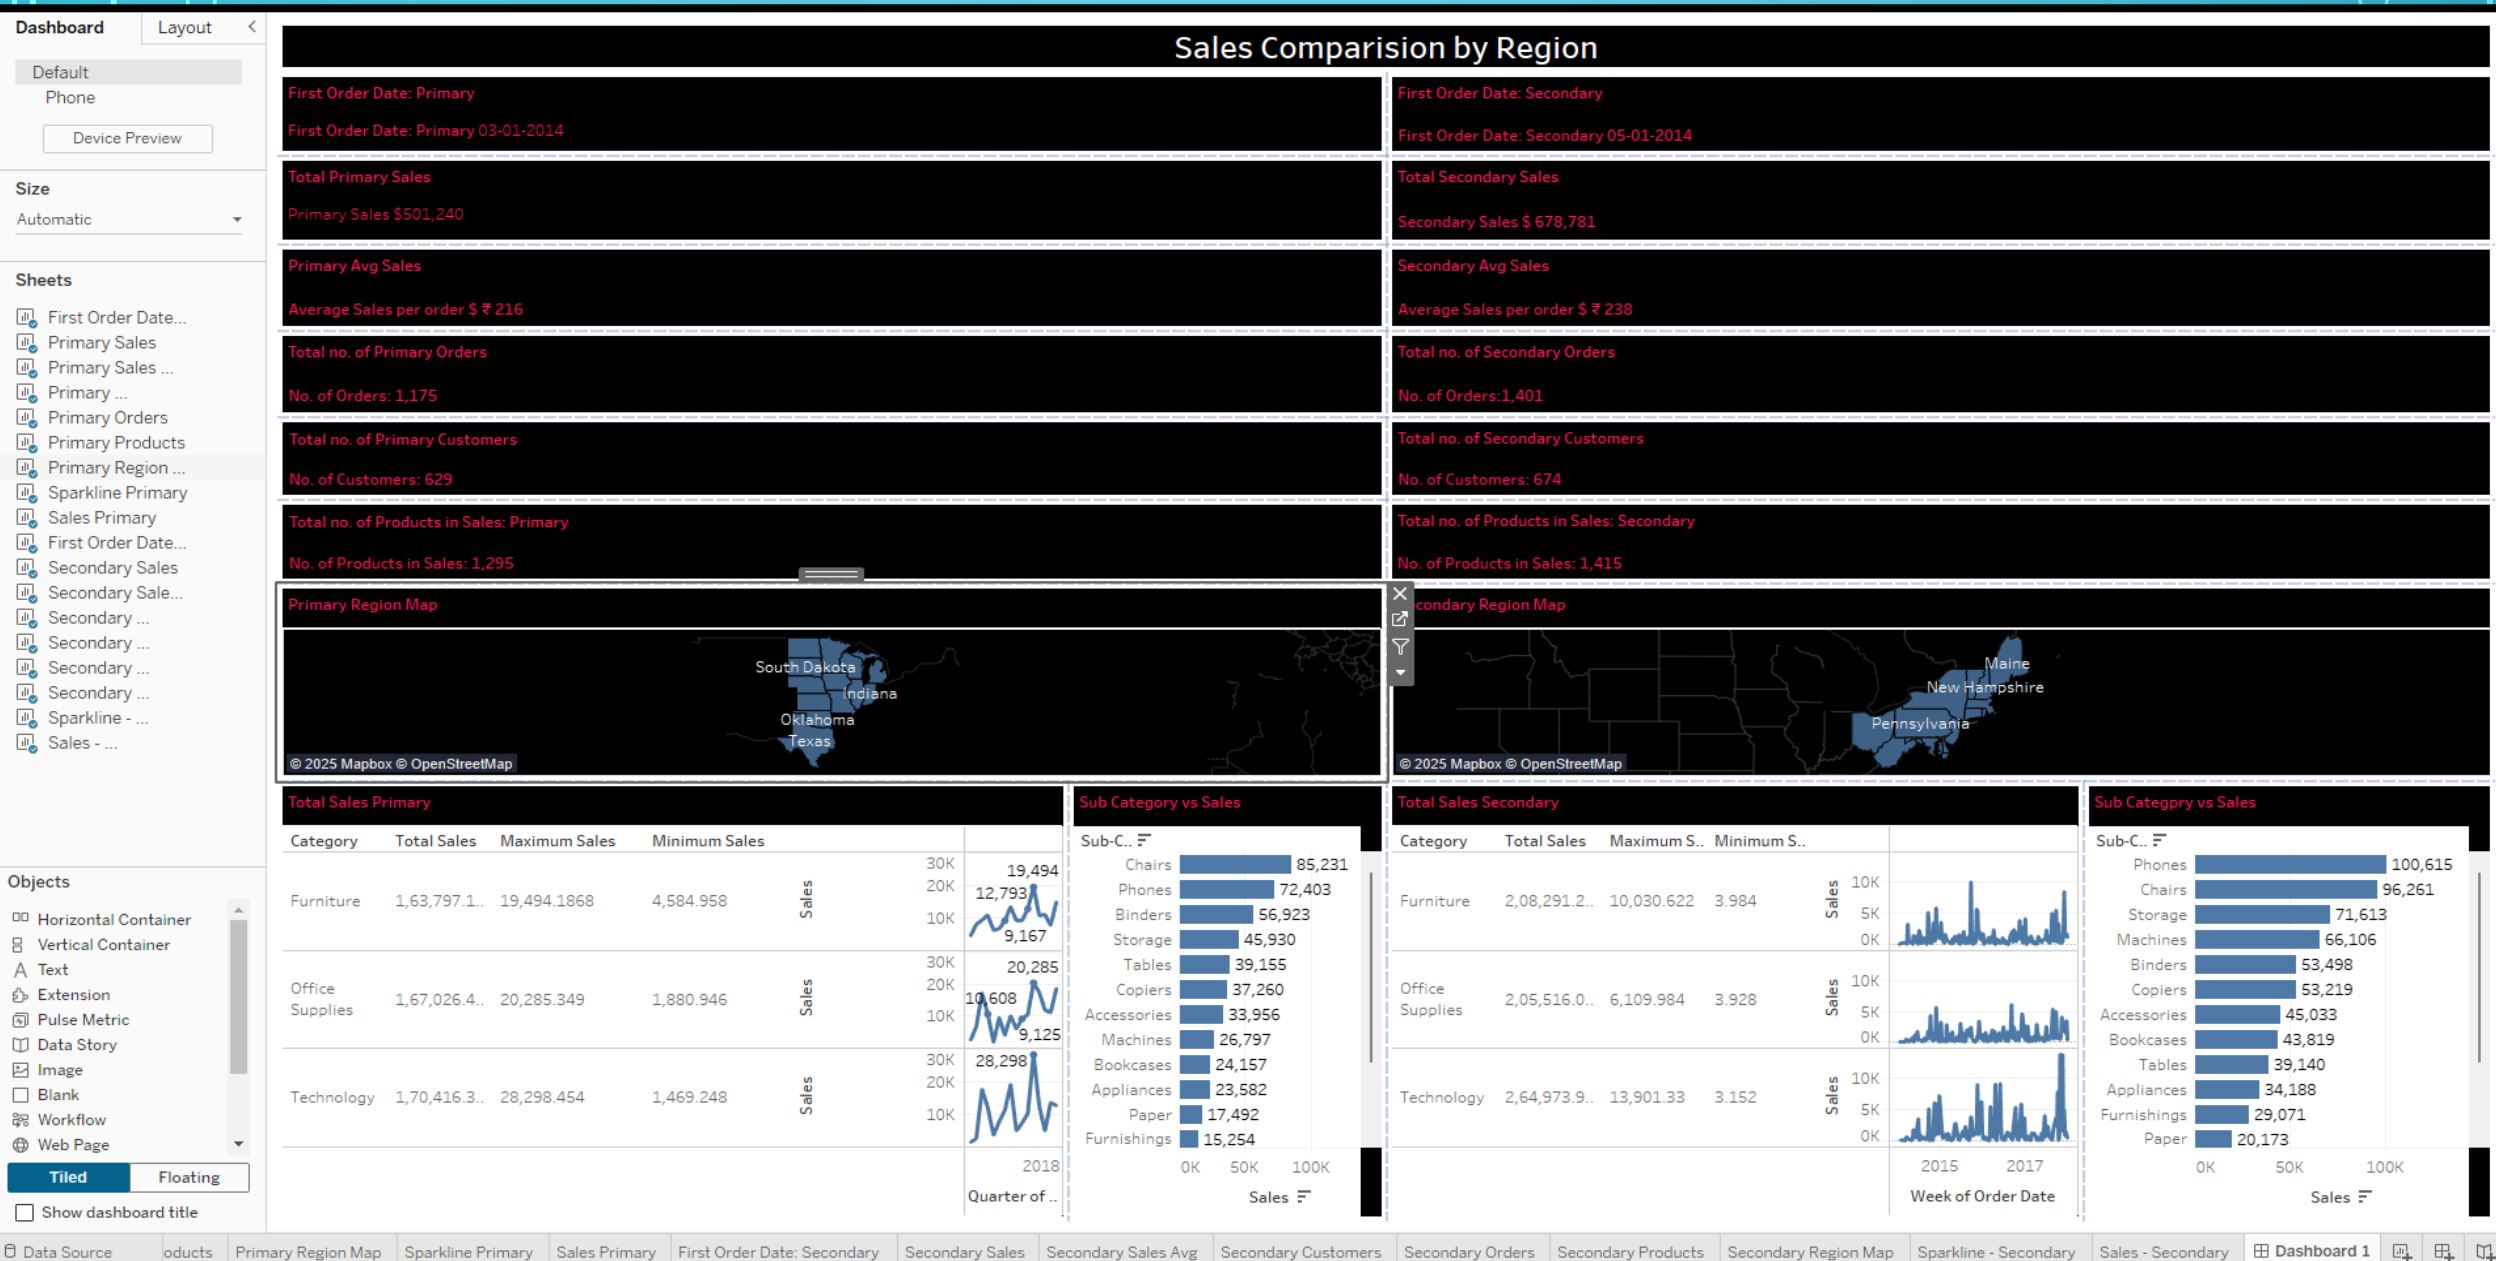 Dashboard
Layout
Default
Phone
Device Preview
Size
Automatic
Sheets
First Order Date...
Primary Sales
Primary Sales ...
Primary ...
Primary Orders
Primary Products
Primary Region ...
Sparkline Primary
Sales Primary
First Order Date...
Secondary Sales
Secondary Sale...
Secondary ...
Secondary ...
Secondary ...
Secondary ...
Sparkline - ...
Sales - ...
Objects
Horizontal Container
Vertical Container
Text
Extension
Pulse Metric
Data Story
Image
Blank
Workflow
Web Page
Tiled
Floating
Show dashboard title
Sales Comparision by Region
First Order Date: Primary
First Order Date: Primary 03-01-2014
First Order Date: Secondary
First Order Date: Secondary 05-01-2014
Total Primary Sales
Primary Sales $501,240
Total Secondary Sales
Secondary Sales $ 678,781
Primary Avg Sales
Average Sales per order $ ₹ 216
Secondary Avg Sales
Average Sales per order $ ₹ 238
Total no. of Primary Orders
No. of Orders: 1,175
Total no. of Secondary Orders
No. of Orders:1,401
Total no. of Primary Customers
No. of Customers: 629
Total no. of Secondary Customers
No. of Customers: 674
Total no. of Products in Sales: Primary
No. of Products in Sales: 1,295
Total no. of Products in Sales: Secondary
No. of Products in Sales: 1,415
Primary Region Map
South Dakota
Indiana
Oklahoma
Texas
© 2025 Mapbox © OpenStreetMap
condary Region Map
Maine
New Hampshire
Pennsylvania
© 2025 Mapbox © OpenStreetMap
Total Sales Primary
Category Total Sales Maximum Sales Minimum Sales
Furniture 1,63,797.1.. 19,494.1868 4,584.958
Sales
30K
20K
10K
19,494
12,793
9,167
Office
Supplies
1,67,026.4.. 20,285.349 1,880.946
Sales
30K
20K
10K
20,285
10,608
9,125
Technology 1,70,416.3.. 28,298.454 1,469.248
Sales
30K
20K
10K
28,298
2018
Quarter of ..
Sub Category vs Sales
Sub-C..
Chairs 85,231
Phones 72,403
Binders 56,923
Storage 45,930
Tables 39,155
Copiers 37,260
Accessories 33,956
Machines 26,797
Bookcases 24,157
Appliances 23,582
Paper 17,492
Furnishings 15,254
0K 50K 100K
Sales
Total Sales Secondary
Category Total Sales Maximum S.. Minimum S..
Furniture 2,08,291.2.. 10,030.622 3.984
Sales
10K
5K
0K
Office
Supplies
2,05,516.0.. 6,109.984 3.928
Sales
10K
5K
0K
Technology 2,64,973.9.. 13,901.33 3.152
Sales
10K
5K
0K
2015 2017
Week of Order Date
Sub Categpry vs Sales
Sub-C..
Phones 100,615
Chairs 96,261
Storage 71,613
Machines 66,106
Binders 53,498
Copiers 53,219
Accessories 45,033
Bookcases 43,819
Tables 39,140
Appliances 34,188
Furnishings 29,071
Paper 20,173
0K 50K 100K
Sales
Data Source oducts Primary Region Map Sparkline Primary Sales Primary First Order Date: Secondary Secondary Sales Secondary Sales Avg Secondary Customers Secondary Orders Secondary Products Secondary Region Map Sparkline - Secondary Sales - Secondary Dashboard 1